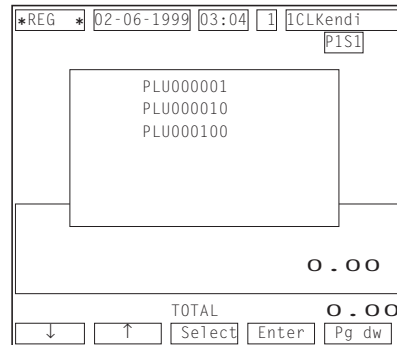 *REG * 02-06-1999 03:04 1 1CLKendi
P1S1
PLU000001
PLU000010
PLU000100
0.00
TOTAL 0.00
↓ ↑ Select Enter Pg dw